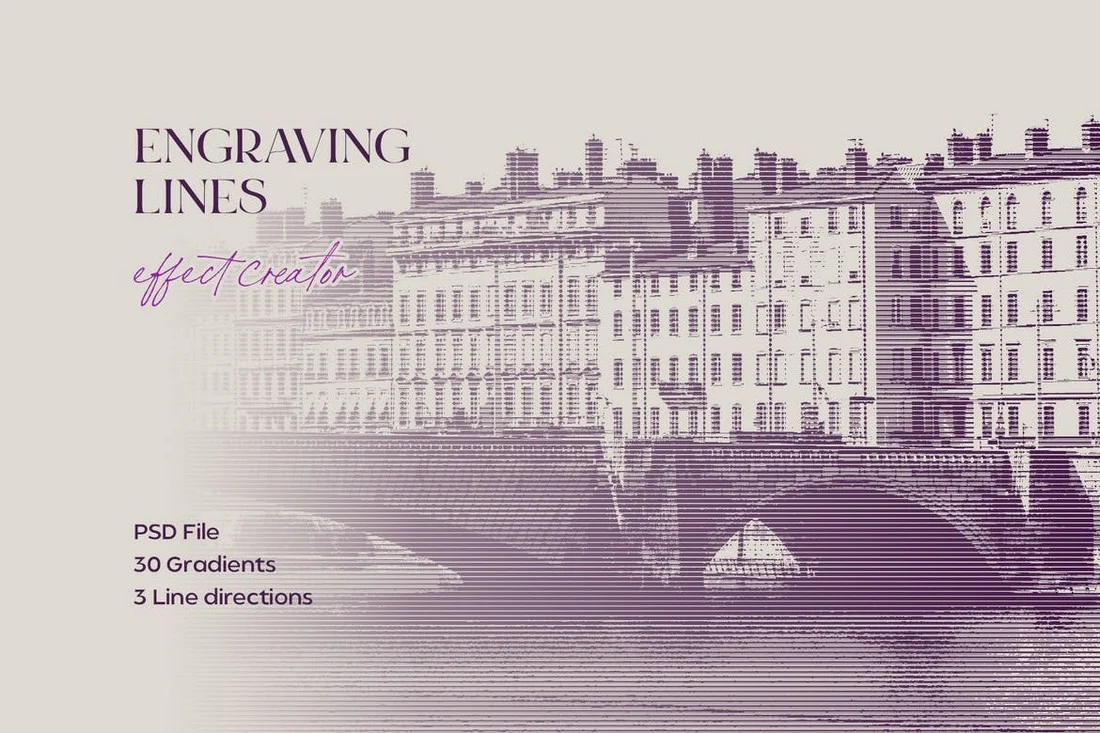 ENGRAVING
LINES
effect creator
PSD File
30 Gradients
3 Line directions